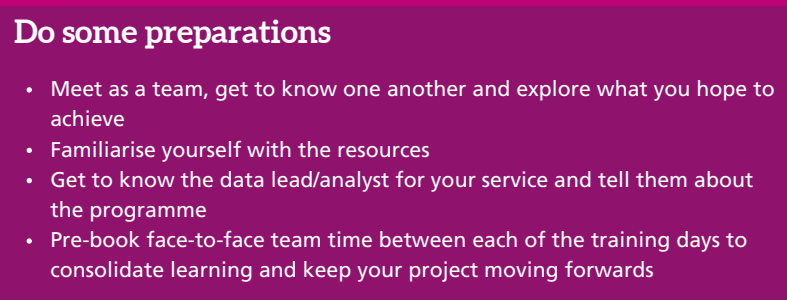 Do some preparations
• Meet as a team, get to know one another and explore what you hope to
achieve
• Familiarise yourself with the resources
• Get to know the data lead/analyst for your service and tell them about
the programme
• Pre-book face-to-face team time between each of the training days to
consolidate learning and keep your project moving forwards